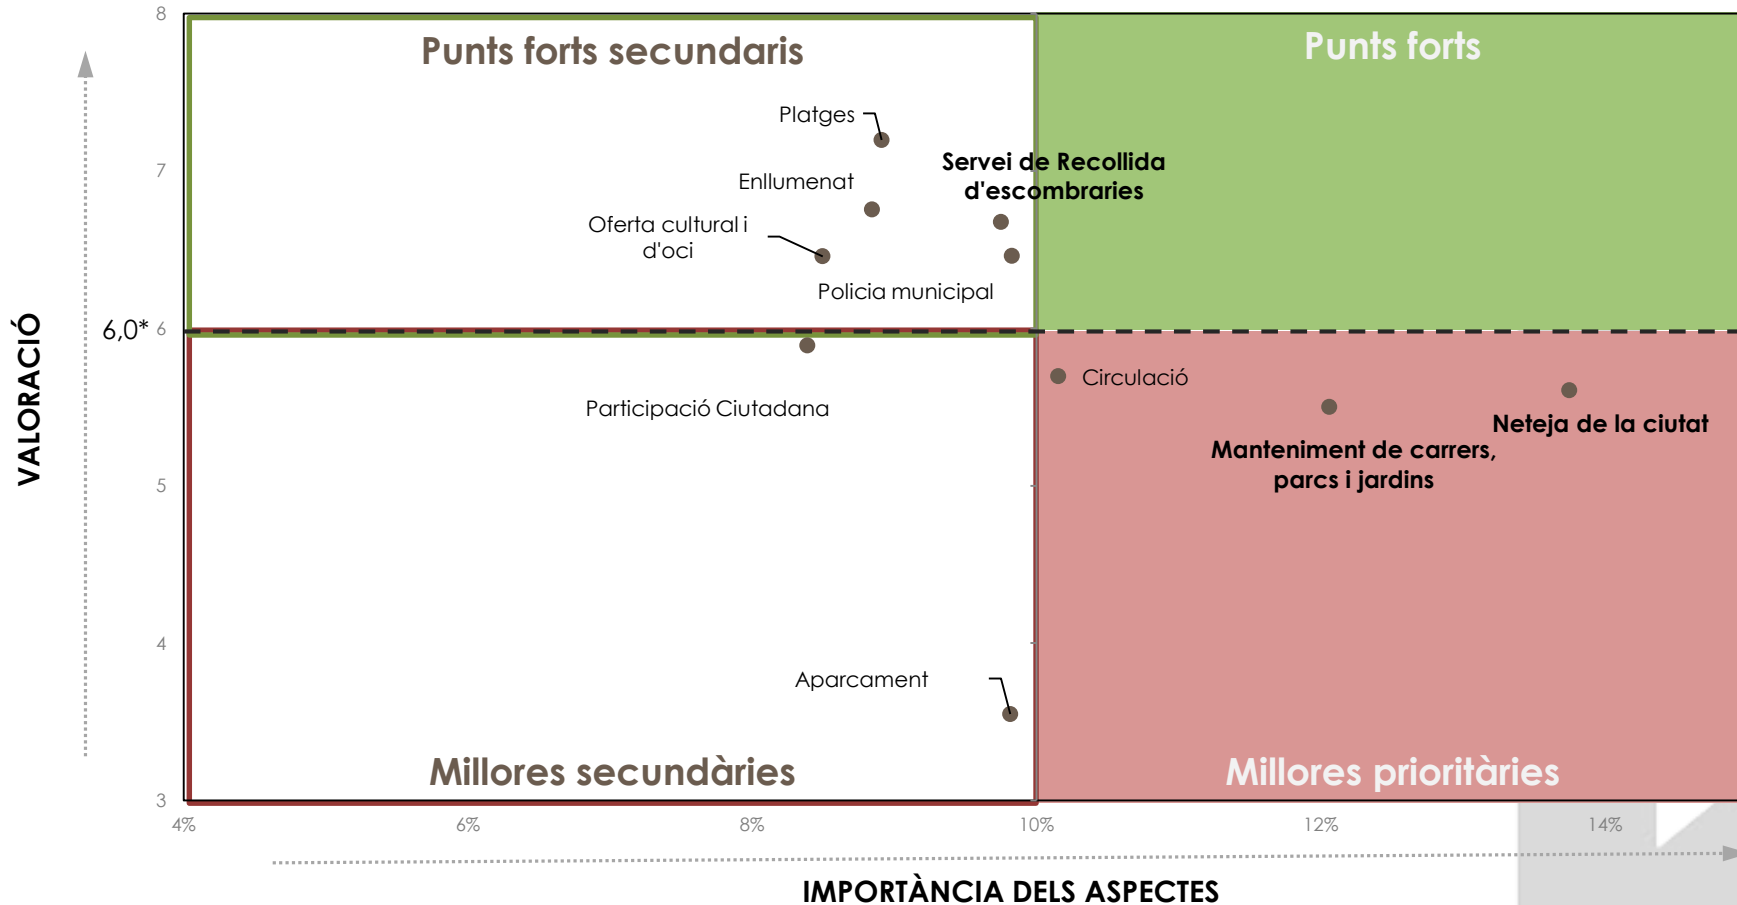 8
Punts forts secundaris
Punts forts
Platges
7
Servei de Recollida
d'escombraries
Enllumenat
Oferta cultural i
d'oci
Policia municipal
VALORACIÓ
6,0*
6
Circulació
Participació Ciutadana
Neteja de la ciutat
Manteniment de carrers,
parcs i jardins
5
4
Aparcament
Millores secundàries
Millores prioritàries
3
4%
6%
8%
10%
12%
14%
IMPORTÀNCIA DELS ASPECTES